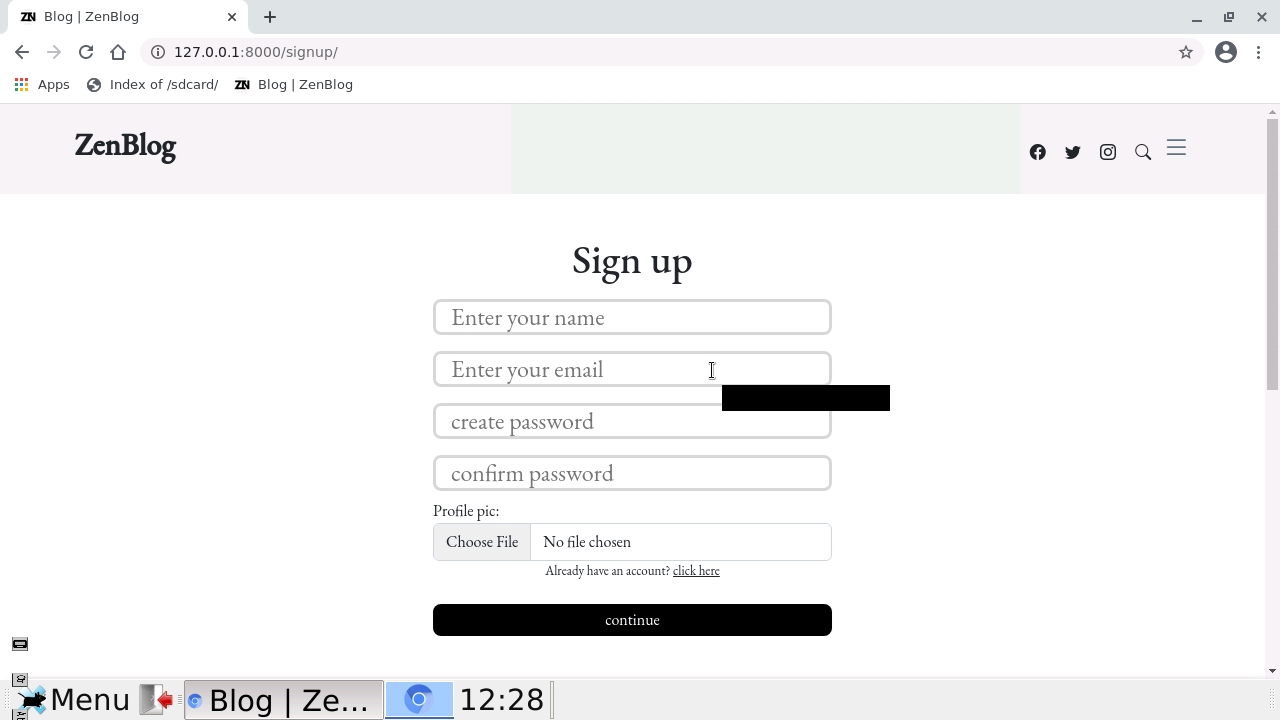 Blog | ZenBlog
127.0.0.1:8000/signup/
Apps Index of /sdcard/ Blog | ZenBlog
ZenBlog
Sign up
Enter your name
Enter your email
create password
confirm password
Profile pic:
Choose File No file chosen
Already have an account? click here
continue
Menu Blog | Ze... 12:28